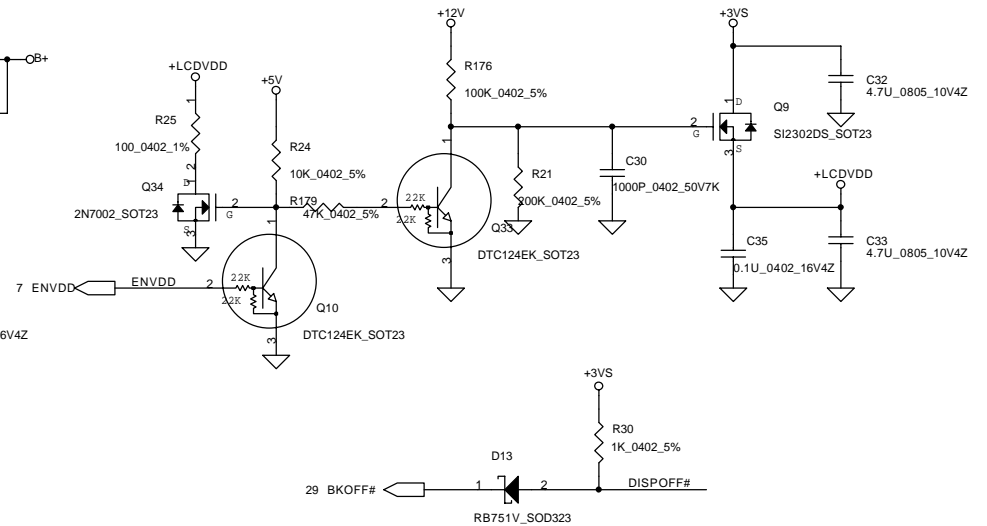 +12V
+3VS
B+
+LCDVDD
+5V
R176
100K_0402_5%
C32
4.7U_0805_10V4Z
1
D
Q9
2
G
SI2302DS_SOT23
3
S
1
R25
100_0402_1%
2
R24
10K_0402_5%
1
R21
200K_0402_5%
C30
1000P_0402_50V7K
+LCDVDD
Q34
1
D
2
G
2N7002_SOT23
S
3
R179
47K_0402_5%
2
22K
22K
Q33
DTC124EK_SOT23
3
C35
0.1U_0402_16V4Z
C33
4.7U_0805_10V4Z
1
7 ENVDD
ENVDD
2
22K
22K
Q10
DTC124EK_SOT23
3
6V4Z
+3VS
R30
1K_0402_5%
D13
29 BKOFF#
1
2
DISPOFF#
RB751V_SOD323